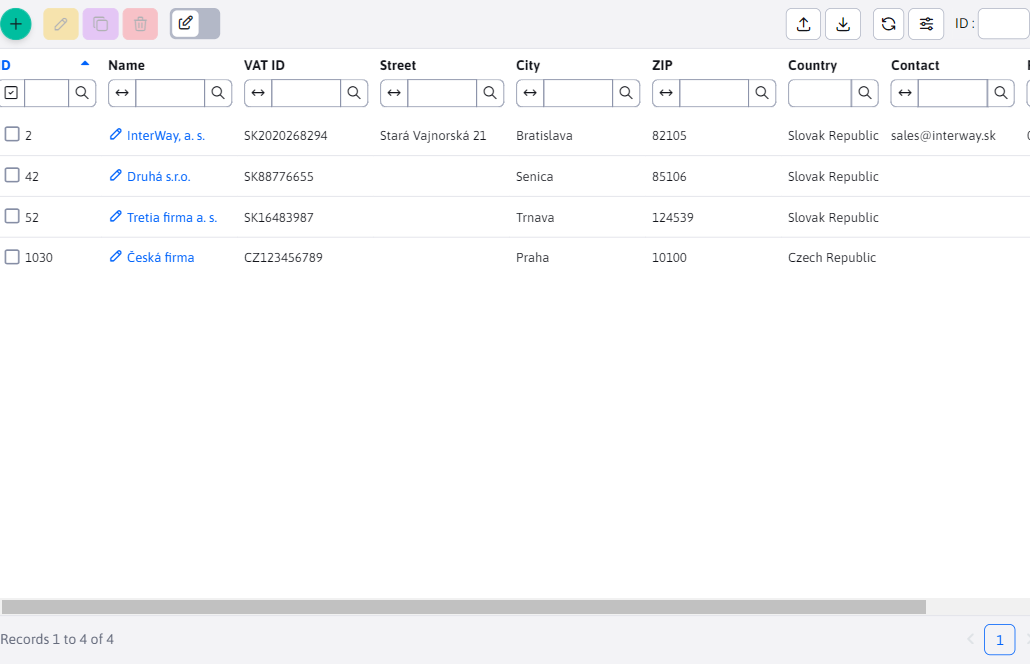 ID :
ID Name VAT ID Street City ZIP Country Contact
2 InterWay, a. s. SK2020268294 Stará Vajnorská 21 Bratislava 82105 Slovak Republic sales@interway.sk
42 Druhá s.r.o. SK88776655 Senica 85106 Slovak Republic
52 Tretia firma a. s. SK16483987 Trnava 124539 Slovak Republic
1030 Česká firma CZ123456789 Praha 10100 Czech Republic
Records 1 to 4 of 4
1